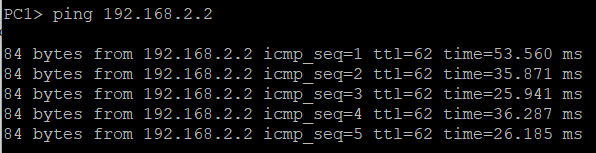 PC1> ping 192.168.2.2
84 bytes from 192.168.2.2 icmp_seq=1 ttl=62 time=53.560 ms
84 bytes from 192.168.2.2 icmp_seq=2 ttl=62 time=35.871 ms
84 bytes from 192.168.2.2 icmp_seq=3 ttl=62 time=25.941 ms
84 bytes from 192.168.2.2 icmp_seq=4 ttl=62 time=36.287 ms
84 bytes from 192.168.2.2 icmp_seq=5 ttl=62 time=26.185 ms